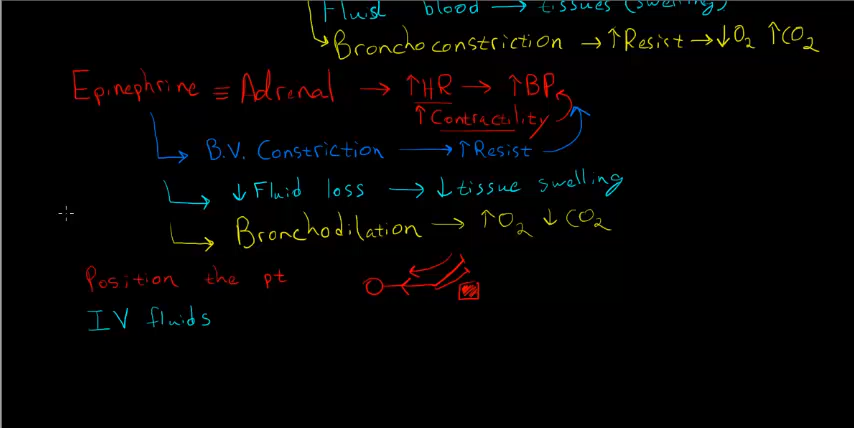 Fluid blood → tissues (swelling)
Bronchoconstriction → ↑Resist → ↓O₂ ↑CO₂
Epinephrine ≡ Adrenal → ↑HR → ↑BP
↑Contractility
B.V. Constriction → ↑Resist
↓Fluid loss → ↓tissue swelling
Bronchodilation → ↑O₂ ↓CO₂
Position the pt
IV fluids